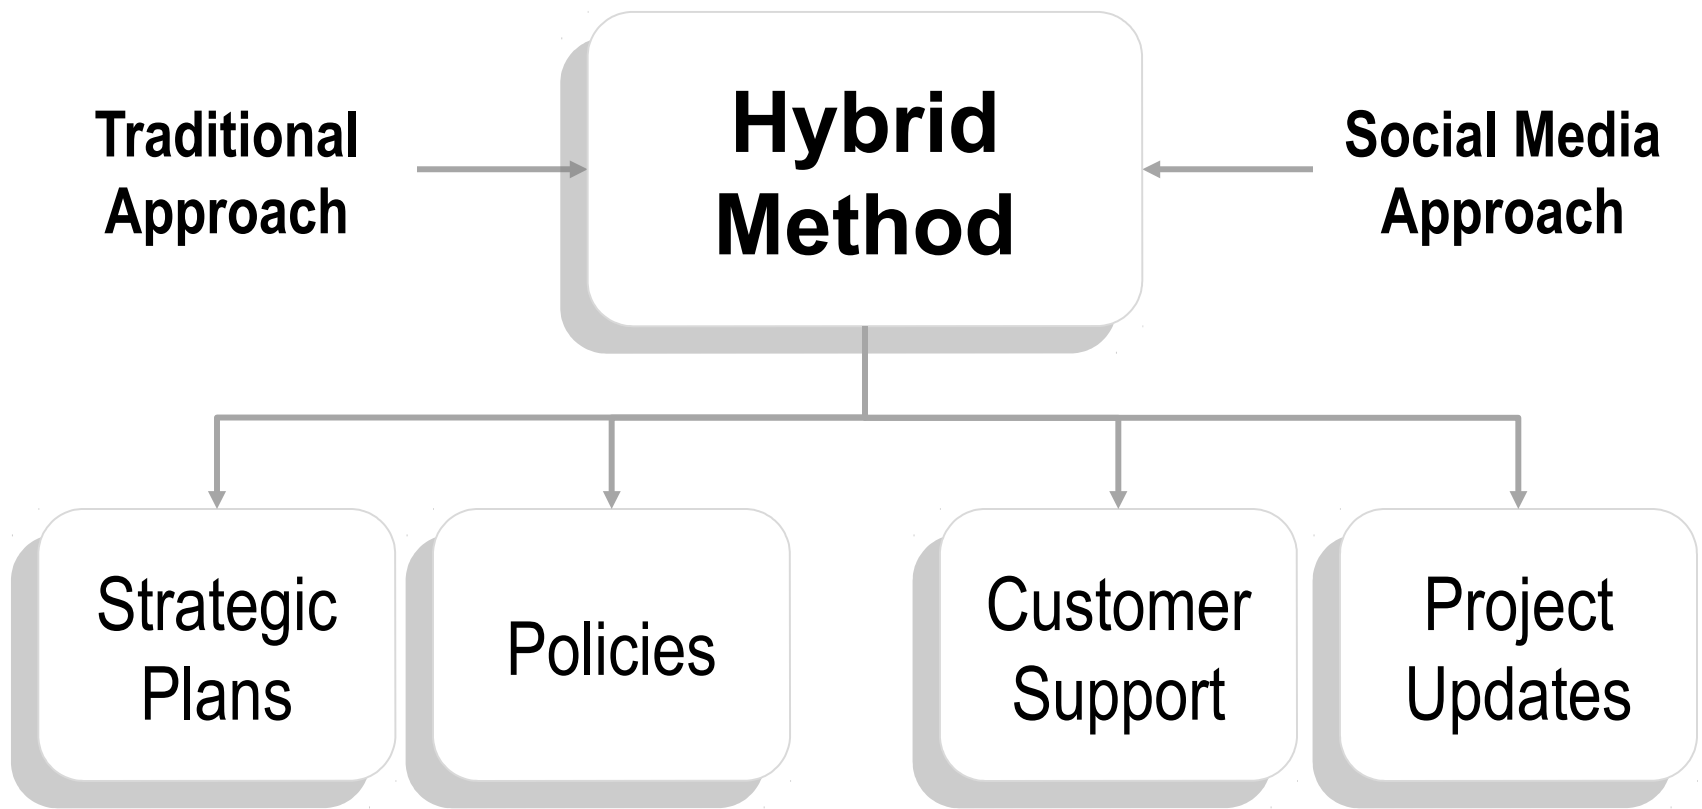 Hybrid
Method
Traditional
Approach
Social Media
Approach
Strategic
Plans
Policies
Customer
Support
Project
Updates